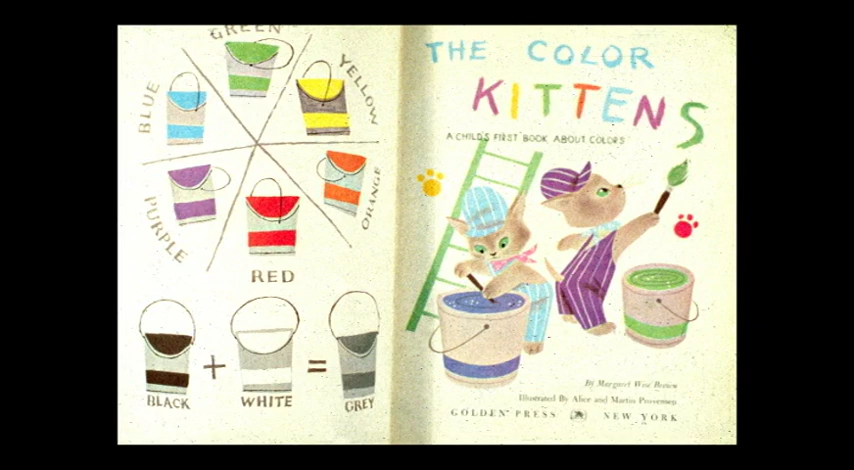 GREEN
BLUE
YELLOW
PURPLE
ORANGE
RED
BLACK + WHITE = GREY
THE COLOR
KITTENS
A CHILD'S FIRST BOOK ABOUT COLORS
By Margaret Wise Brown
Illustrated By Alice and Martin Provensen
GOLDEN PRESS NEW YORK